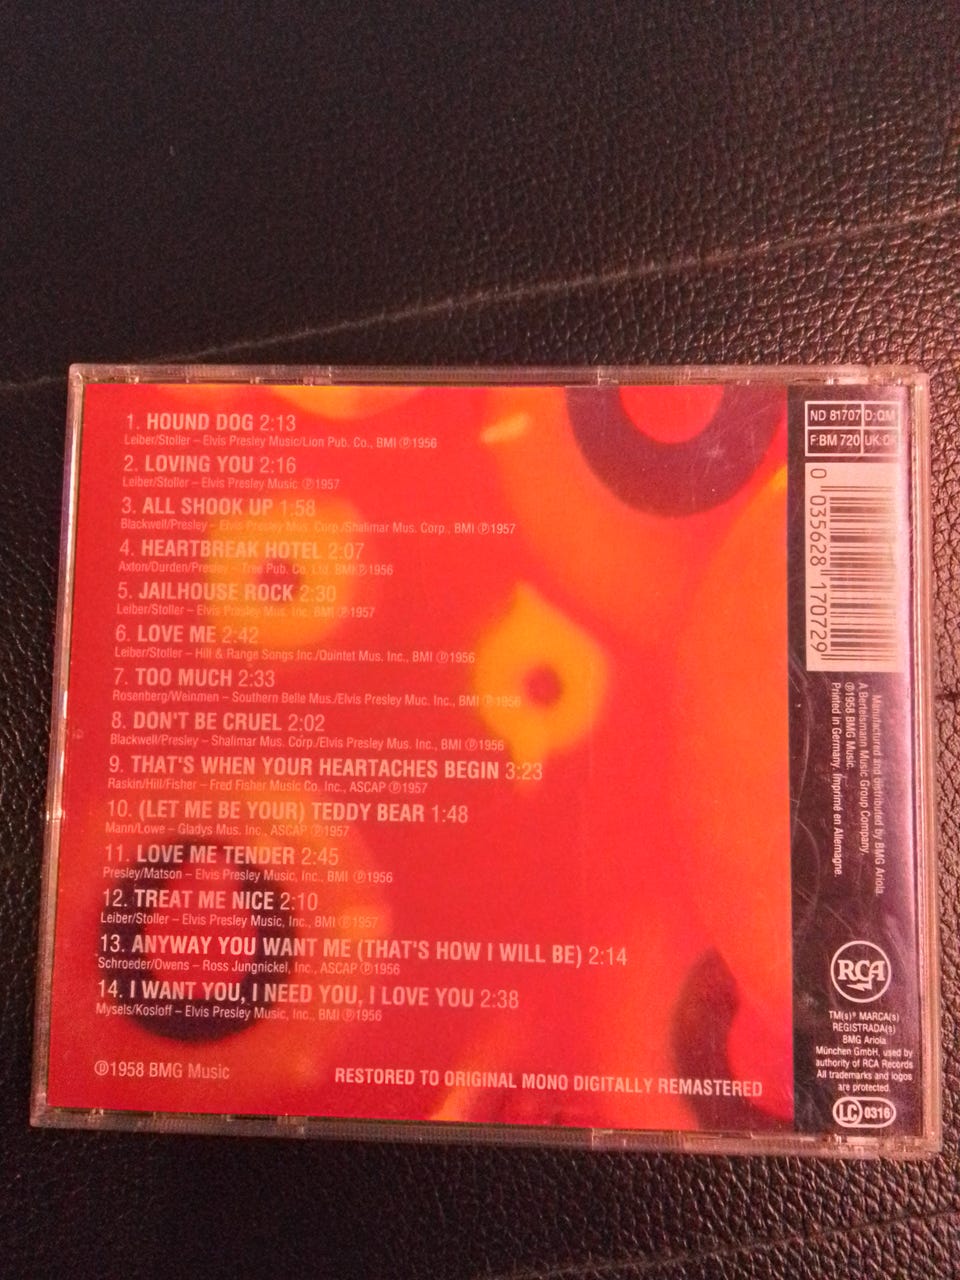 1. HOUND DOG 2:13
Leiber/Stoller – Elvis Presley Music/Lion Pub. Co., BMI ℗1956
2. LOVING YOU 2:16
Leiber/Stoller – Elvis Presley Music ℗1957
3. ALL SHOOK UP 1:58
Blackwell/Presley – Elvis Presley Mus. Corp./Shalimar Mus. Corp., BMI ℗1957
4. HEARTBREAK HOTEL 2:07
Axton/Durden/Presley – Tree Pub. Co. Ltd. BMI℗1956
5. JAILHOUSE ROCK 2:30
Leiber/Stoller – Elvis Presley Mus. Inc. BMI ℗1957
6. LOVE ME 2:42
Leiber/Stoller – Hill & Range Songs Inc./Quintet Mus. Inc., BMI ℗1956
7. TOO MUCH 2:33
Rosenberg/Weinmen – Southern Belle Mus./Elvis Presley Muc. Inc., BMI ℗1956
8. DON'T BE CRUEL 2:02
Blackwell/Presley – Shalimar Mus. Corp./Elvis Presley Mus. Inc., BMI ℗1956
9. THAT'S WHEN YOUR HEARTACHES BEGIN 3:23
Raskin/Hill/Fisher – Fred Fisher Music Co. Inc., ASCAP ℗1957
10. (LET ME BE YOUR) TEDDY BEAR 1:48
Mann/Lowe – Gladys Mus. Inc., ASCAP ℗1957
11. LOVE ME TENDER 2:45
Presley/Matson – Elvis Presley Music, Inc., BMI ℗1956
12. TREAT ME NICE 2:10
Leiber/Stoller – Elvis Presley Music, Inc., BMI ℗1957
13. ANYWAY YOU WANT ME (THAT'S HOW I WILL BE) 2:14
Schroeder/Owens – Ross Jungnickel, Inc., ASCAP ℗1956
14. I WANT YOU, I NEED YOU, I LOVE YOU 2:38
Mysels/Kosloff – Elvis Presley Music, Inc., BMI ℗1956
℗1958 BMG Music
RESTORED TO ORIGINAL MONO DIGITALLY REMASTERED
ND 81707 D:QM
F:BM 720 UK:OK
0 035628 170729
Manufactured and distributed by BMG Ariola.
A Bertelsmann Music Group Company.
℗1958 BMG Music.
Printed in Germany. Imprimé en Allemagne.
RCA
TM(s)® MARCA(s)
REGISTRADA(s)
BMG Ariola
München GmbH, used by
authority of RCA Records
All trademarks and logos
are protected.
LC 0316